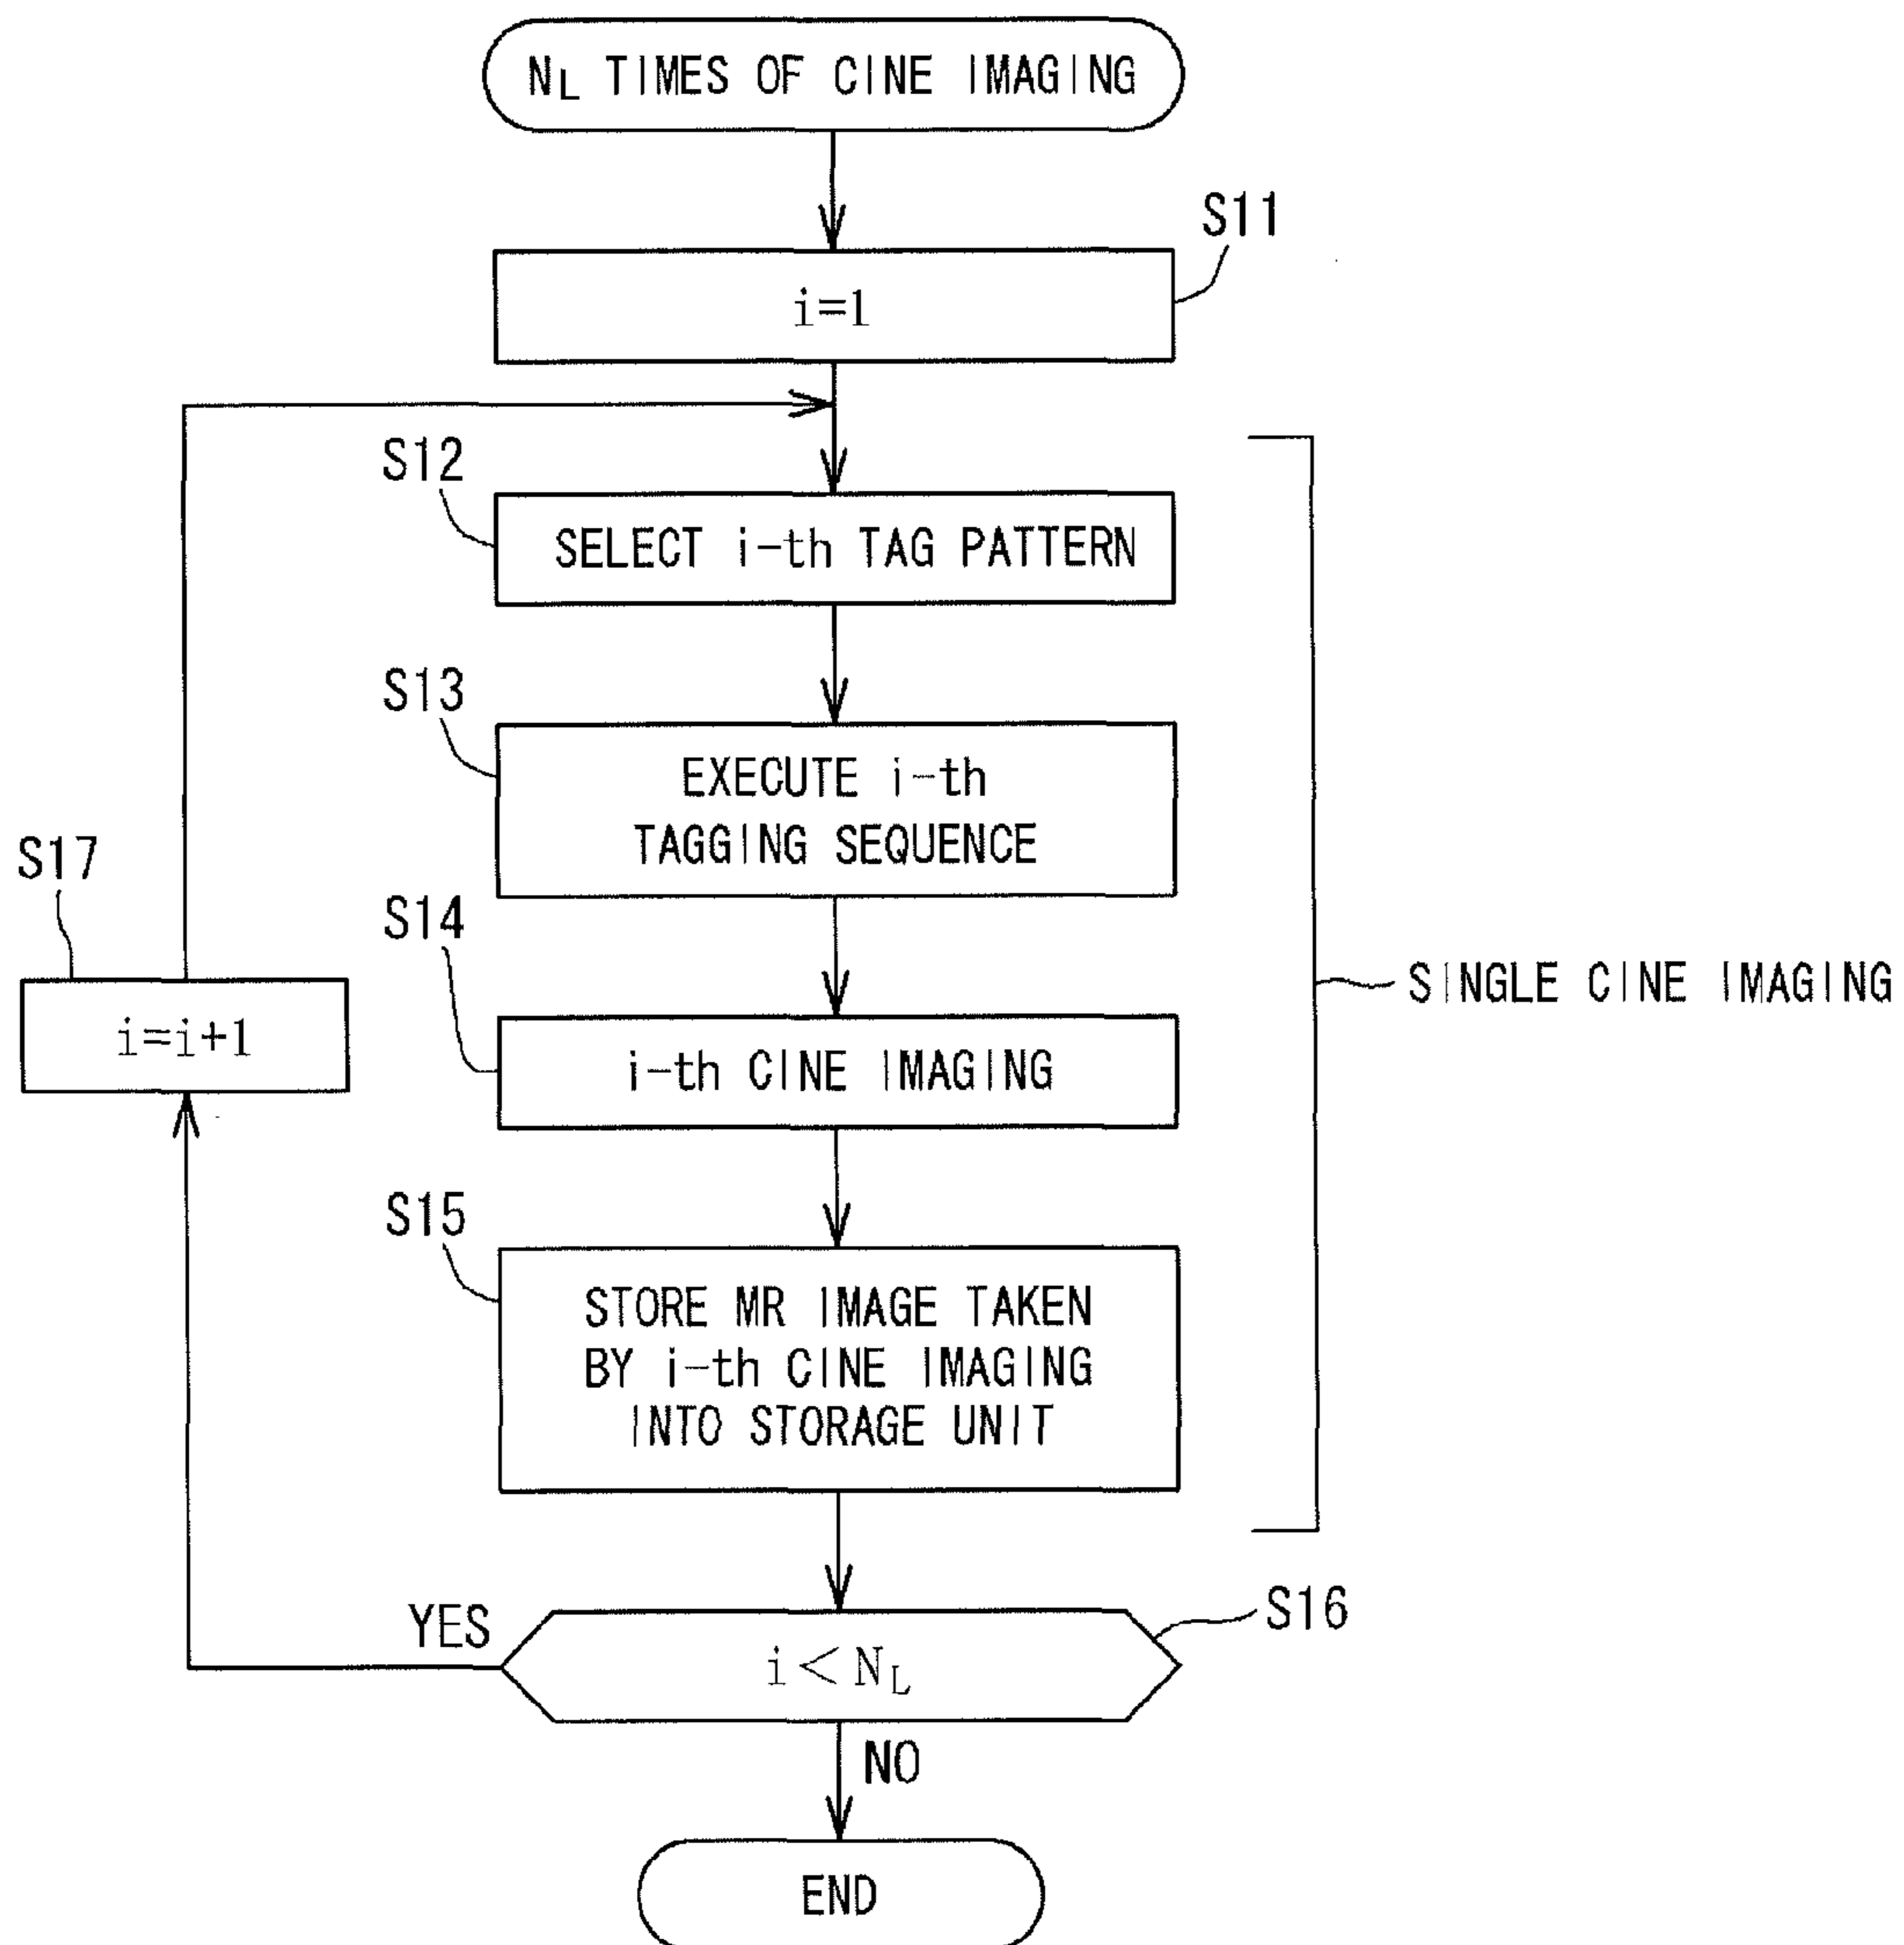 N_L TIMES OF CINE IMAGING
S11
i=1
S12
SELECT i-th TAG PATTERN
S13
EXECUTE i-th
TAGGING SEQUENCE
S17
i=i+1
S14
i-th CINE IMAGING
SINGLE CINE IMAGING
S15
STORE MR IMAGE TAKEN
BY i-th CINE IMAGING
INTO STORAGE UNIT
YES
S16
i<N_L
NO
END